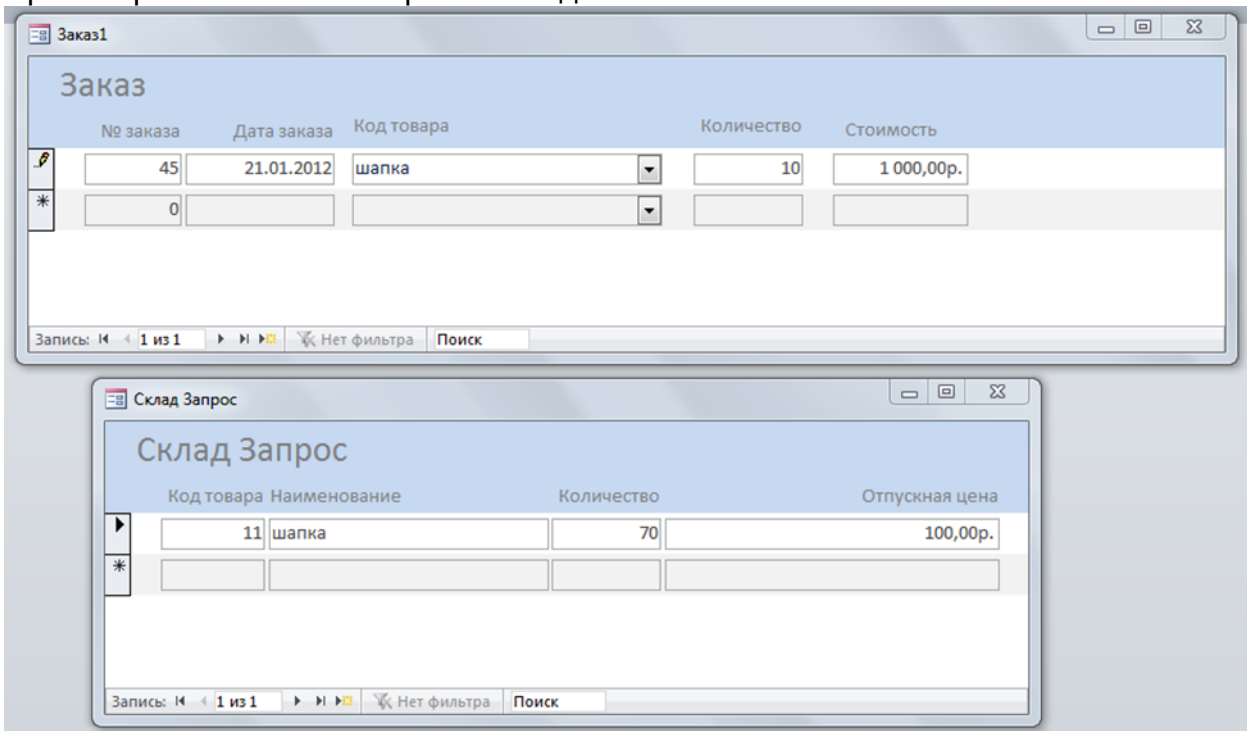 Заказ1
Заказ
№ заказа Дата заказа Код товара Количество Стоимость
45 21.01.2012 шапка 10 1 000,00р.
0
Запись: 1 из 1 Нет фильтра Поиск
Склад Запрос
Склад Запрос
Код товара Наименование Количество Отпускная цена
11 шапка 70 100,00р.
Запись: 1 из 1 Нет фильтра Поиск